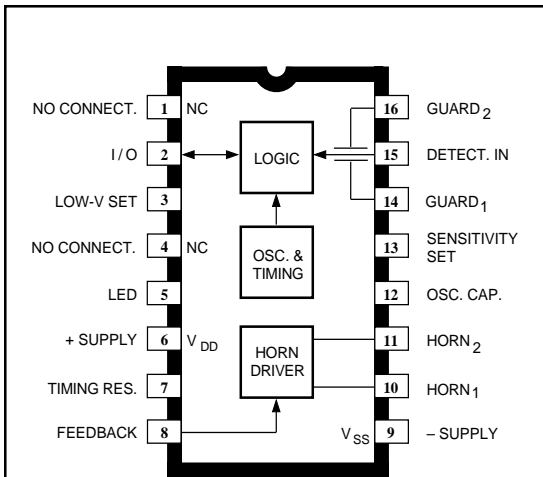 NO CONNECT. 1 NC 16 GUARD2
I / O 2 LOGIC 15 DETECT. IN
LOW-V SET 3 14 GUARD1
NO CONNECT. 4 NC OSC. & 13 SENSITIVITY
TIMING SET
LED 5 12 OSC. CAP.
+ SUPPLY 6 VDD HORN 11 HORN2
DRIVER
TIMING RES. 7 10 HORN1
FEEDBACK 8 VSS 9 – SUPPLY